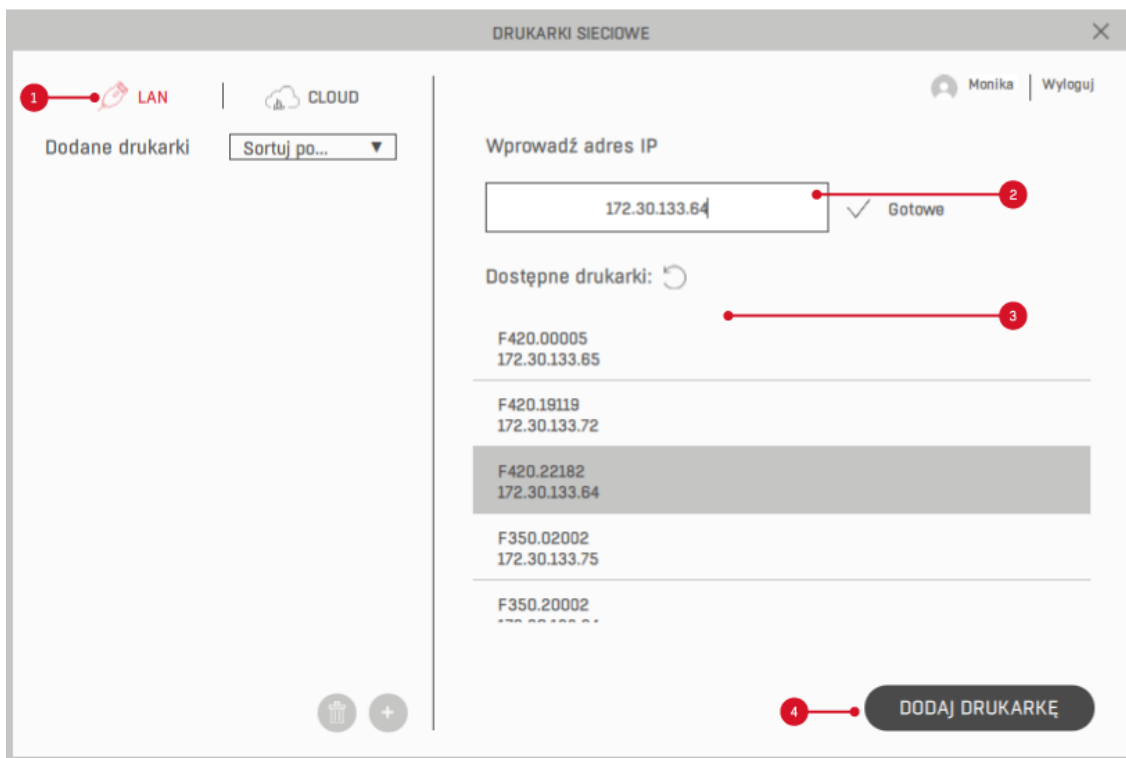 DRUKARKI SIECIOWE
1
LAN
CLOUD
Monika
Wyloguj
Dodane drukarki
Sortuj po...
Wprowadź adres IP
172.30.133.64
2
Gotowe
Dostępne drukarki:
3
F420.00005
172.30.133.65
F420.19119
172.30.133.72
F420.22182
172.30.133.64
F350.02002
172.30.133.75
F350.20002
4
DODAJ DRUKARKĘ